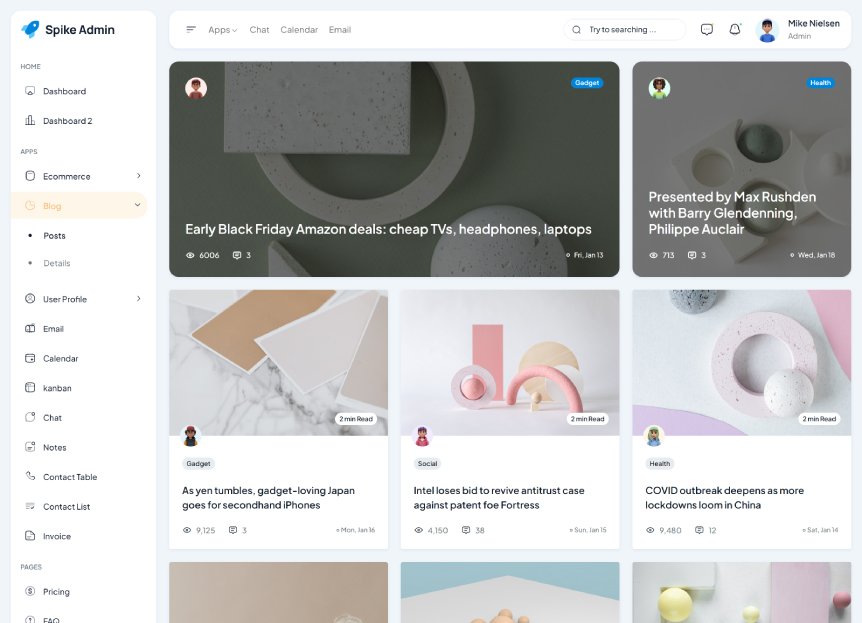 Spike Admin
HOME
Dashboard
Dashboard 2
APPS
Ecommerce
Blog
Posts
Details
User Profile
Email
Calendar
kanban
Chat
Notes
Contact Table
Contact List
Invoice
PAGES
Pricing
FAQ
Apps
Chat
Calendar
Email
Try to searching ...
Mike Nielsen
Admin
Gadget
Early Black Friday Amazon deals: cheap TVs, headphones, laptops
6006
3
Fri, Jan 13
Health
Presented by Max Rushden
with Barry Glendenning,
Philippe Auclair
713
3
Wed, Jan 18
2 min Read
Gadget
As yen tumbles, gadget-loving Japan
goes for secondhand iPhones
9,125
3
Mon, Jan 16
2 min Read
Social
Intel loses bid to revive antitrust case
against patent foe Fortress
4,150
38
Sun, Jan 15
2 min Read
Health
COVID outbreak deepens as more
lockdowns loom in China
9,480
12
Sat, Jan 14